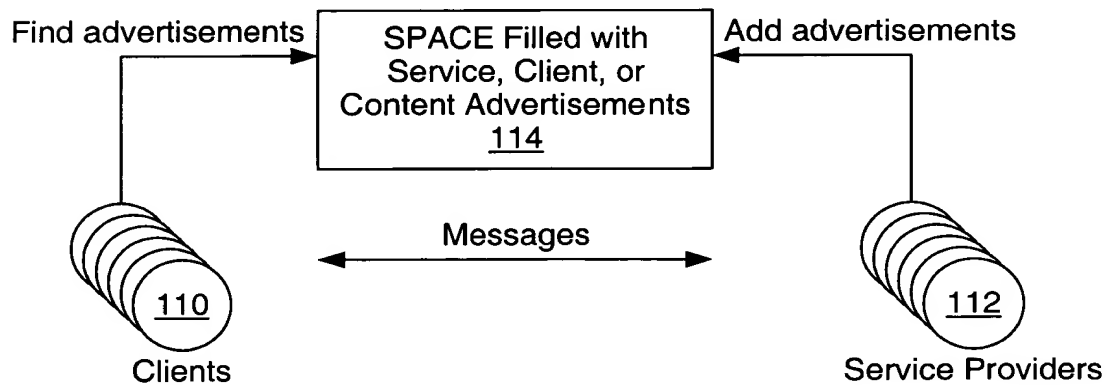 Find advertisements
SPACE Filled with
Service, Client, or
Content Advertisements
114
Add advertisements
Messages
110
Clients
112
Service Providers